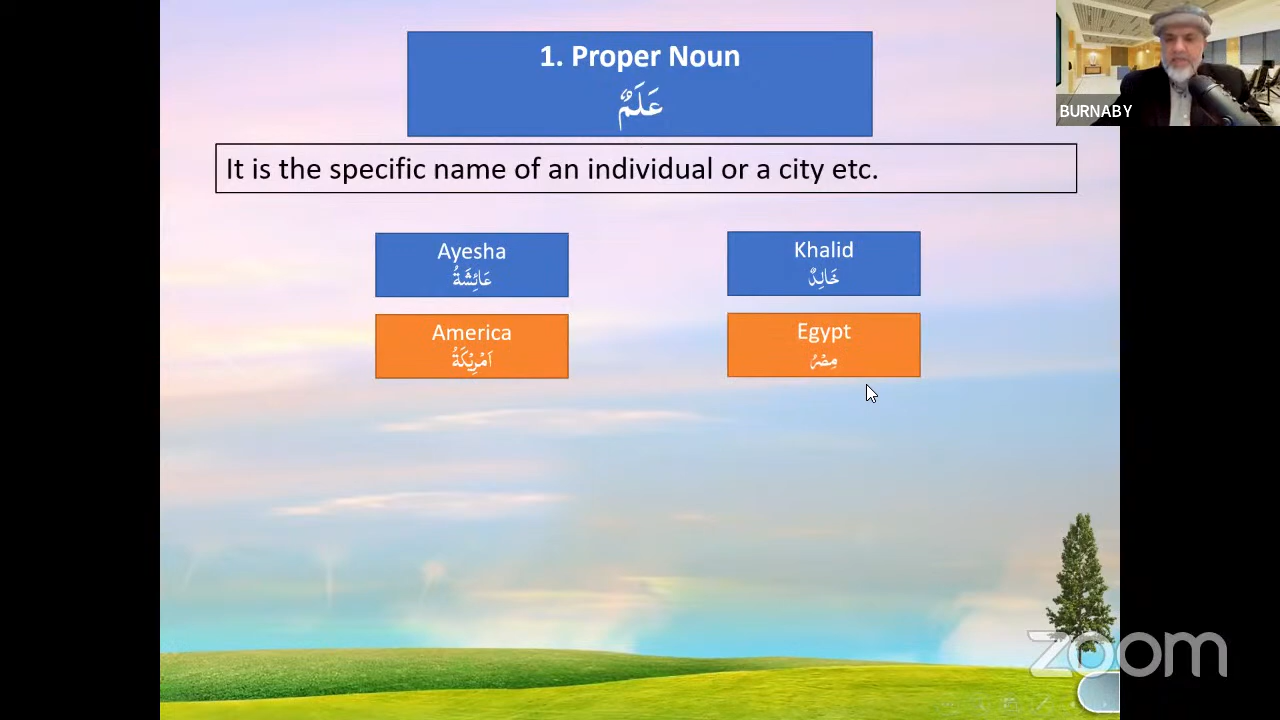 1. Proper Noun
عَلَمٌ
It is the specific name of an individual or a city etc.
Ayesha
عَائِشَةُ
Khalid
خَالِدٌ
America
اَمْرِيْكَةُ
Egypt
مِصْرُ
BURNABY
zoom